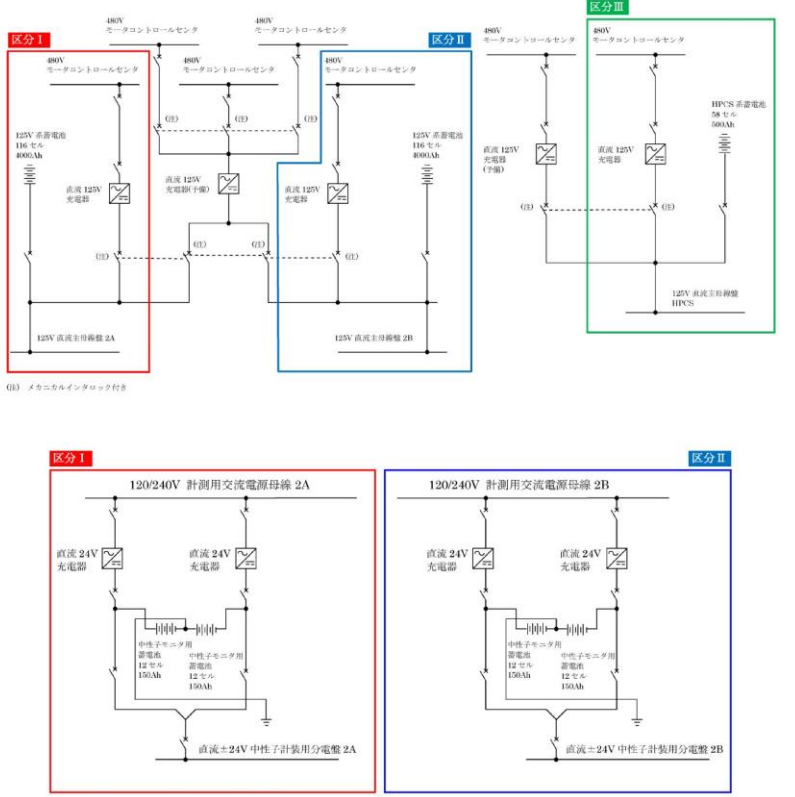 区分Ⅲ
480V
モータコントロールセンタ
480V
モータコントロールセンタ
480V
モータコントロールセンタ
480V
モータコントロールセンタ
区分Ⅰ
区分Ⅱ
480V
モータコントロールセンタ
480V
モータコントロールセンタ
480V
モータコントロールセンタ
HPCS 系蓄電池
58 セル
500Ah
(注)
(注)
(注)
125V 系蓄電池
116 セル
4000Ah
125V 系蓄電池
116 セル
4000Ah
直流 125V
充電器
(予備)
直流 125V
充電器
直流 125V
充電器
直流 125V
充電器(予備)
直流 125V
充電器
(注)
(注)
(注)
(注)
(注)
(注)
125V 直流主母線盤
HPCS
125V 直流主母線盤 2A
125V 直流主母線盤 2B
(注) メカニカルインタロック付き
区分Ⅰ
区分Ⅱ
120/240V 計測用交流電源母線 2A
120/240V 計測用交流電源母線 2B
直流 24V
充電器
直流 24V
充電器
直流 24V
充電器
直流 24V
充電器
中性子モニタ用
蓄電池
12 セル
150Ah
中性子モニタ用
蓄電池
12 セル
150Ah
中性子モニタ用
蓄電池
12 セル
150Ah
中性子モニタ用
蓄電池
12 セル
150Ah
直流±24V 中性子計装用分電盤 2A
直流±24V 中性子計装用分電盤 2B